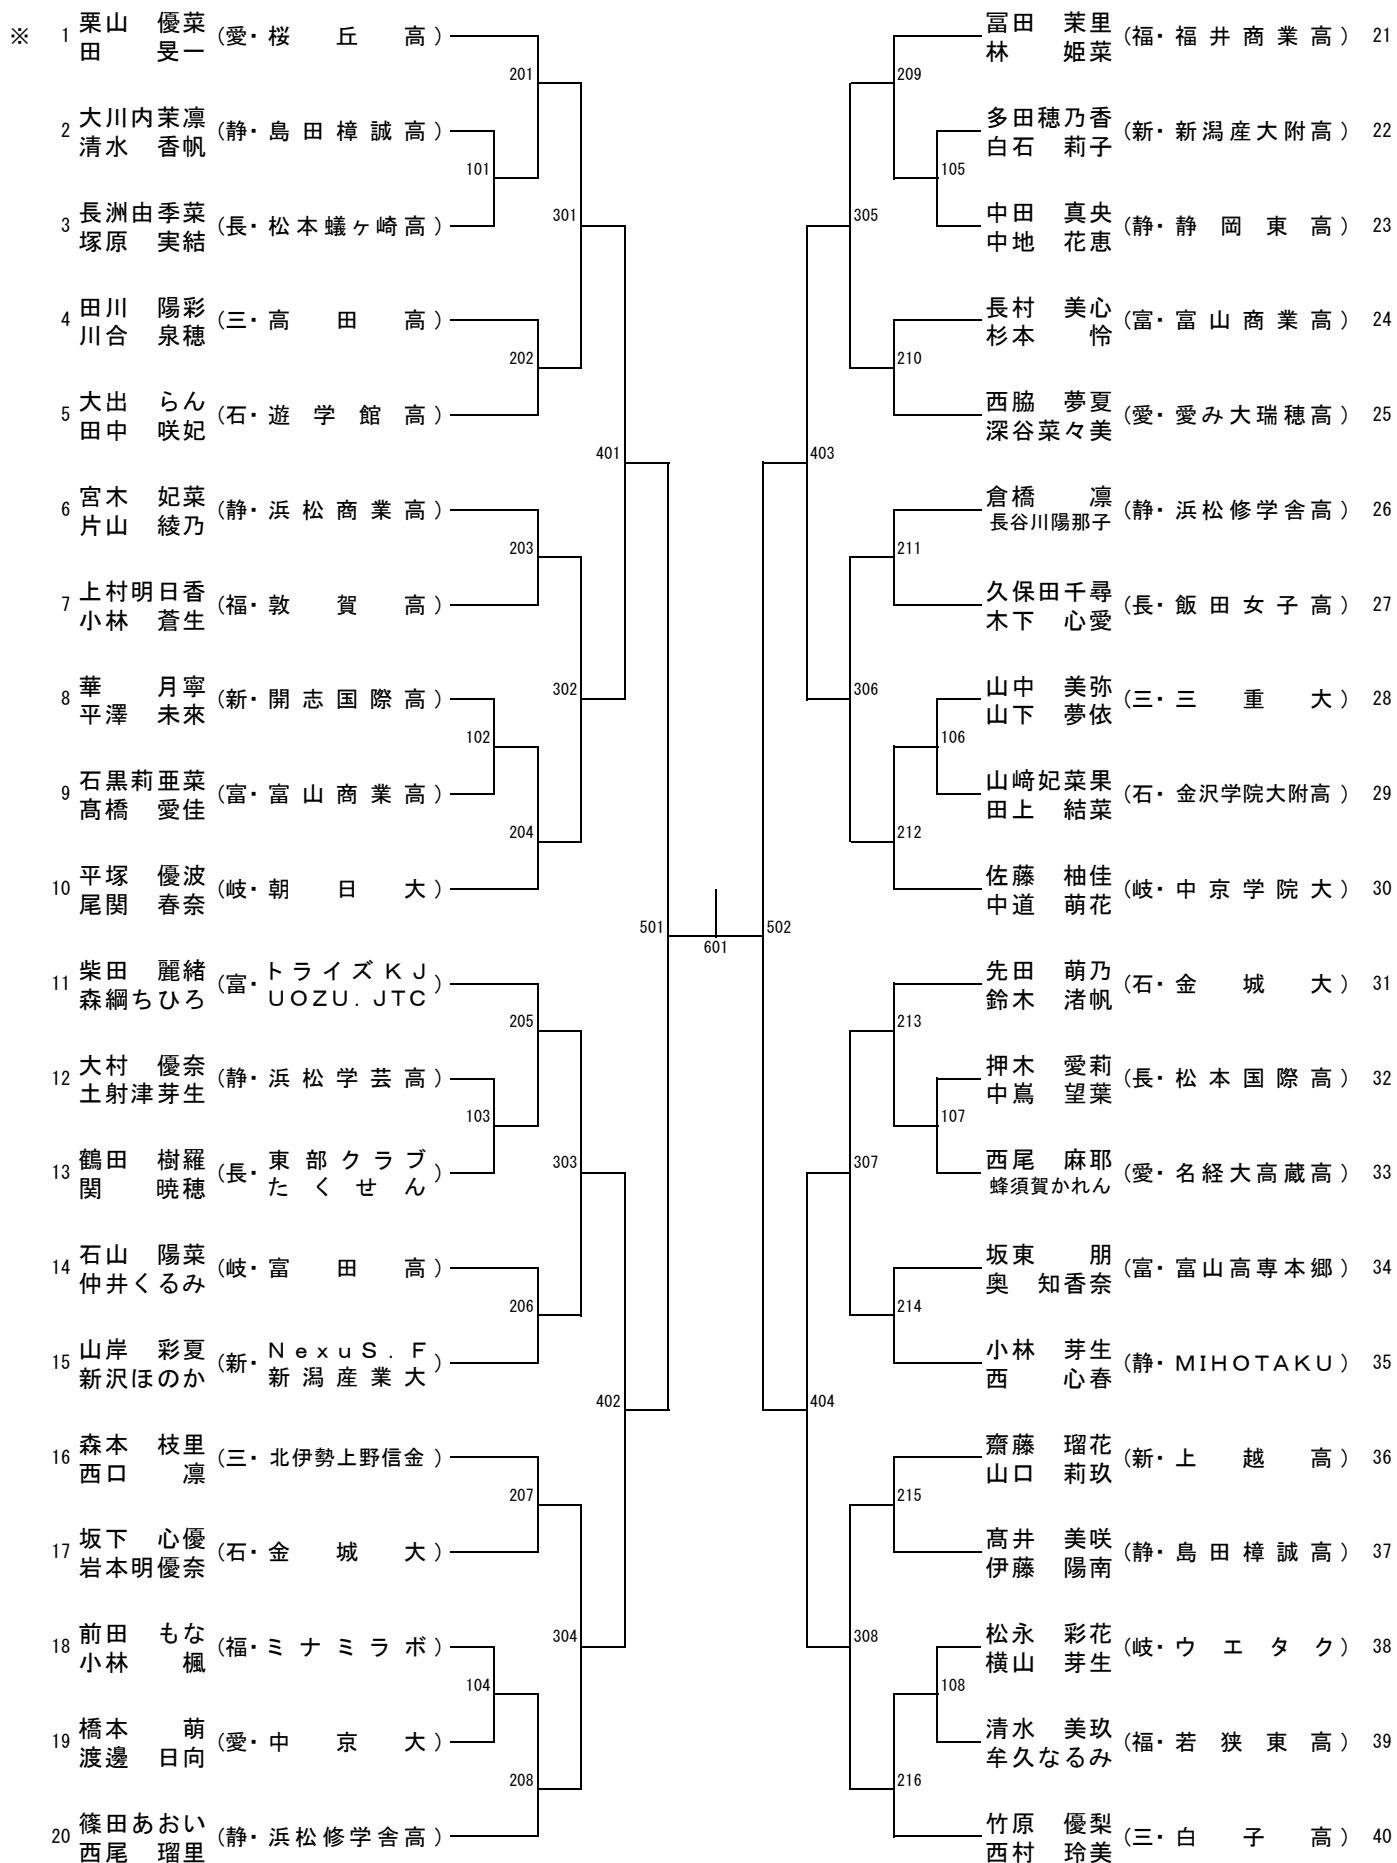 ※ 1 栗山　優菜 (愛・桜丘高)
田　旻一
2 大川内茉凛 (静・島田樟誠高)
清水　香帆
3 長洲由季菜 (長・松本蟻ヶ崎高)
塚原　実結
4 田川　陽彩 (三・高田高)
川合　泉穂
5 大出　らん (石・遊学館高)
田中　咲妃
6 宮木　妃菜 (静・浜松商業高)
片山　綾乃
7 上村明日香 (福・敦賀高)
小林　蒼生
8 華　月寧 (新・開志国際高)
平澤　未來
9 石黒莉亜菜 (富・富山商業高)
髙橋　愛佳
10 平塚　優波 (岐・朝日大)
尾関　春奈
11 柴田　麗緒 (富・トライズKJ
森綱ちひろ UOZU.JTC)
12 大村　優奈 (静・浜松学芸高)
土射津芽生
13 鶴田　樹羅 (長・東部クラブ
関　暁穂 たくせん)
14 石山　陽菜 (岐・富田高)
仲井くるみ
15 山岸　彩夏 (新・NexuS.F
新沢ほのか 新潟産業大)
16 森本　枝里 (三・北伊勢上野信金)
西口　凛
17 坂下　心優 (石・金城大)
岩本明優奈
18 前田　もな (福・ミナミラボ)
小林　楓
19 橋本　萌 (愛・中京大)
渡邊　日向
20 篠田あおい (静・浜松修学舎高)
西尾　瑠里
201
101
301
202
401
203
302
102
204
501
205
103
303
206
402
207
304
104
208
601
502
209
105
305
210
403
211
306
106
212
213
107
307
214
404
215
308
108
216
冨田　茉里 (福・福井商業高) 21
林　姫菜
多田穂乃香 (新・新潟産大附高) 22
白石　莉子
中田　真央 (静・静岡東高) 23
中地　花恵
長村　美心 (富・富山商業高) 24
杉本　怜
西脇　夢夏 (愛・愛み大瑞穂高) 25
深谷菜々美
倉橋　凛 (静・浜松修学舎高) 26
長谷川陽那子
久保田千尋 (長・飯田女子高) 27
木下　心愛
山中　美弥 (三・三重大) 28
山下　夢依
山﨑妃菜果 (石・金沢学院大附高) 29
田上　結菜
佐藤　柚佳 (岐・中京学院大) 30
中道　萌花
先田　萌乃 (石・金城大) 31
鈴木　渚帆
押木　愛莉 (長・松本国際高) 32
中嶌　望葉
西尾　麻耶 (愛・名経大高蔵高) 33
蜂須賀かれん
坂東　朋 (富・富山高専本郷) 34
奥　知香奈
小林　芽生 (静・MIHOTAKU) 35
西　心春
齋藤　瑠花 (新・上越高) 36
山口　莉玖
髙井　美咲 (静・島田樟誠高) 37
伊藤　陽南
松永　彩花 (岐・ウエタク) 38
横山　芽生
清水　美玖 (福・若狭東高) 39
牟久なるみ
竹原　優梨 (三・白子高) 40
西村　玲美